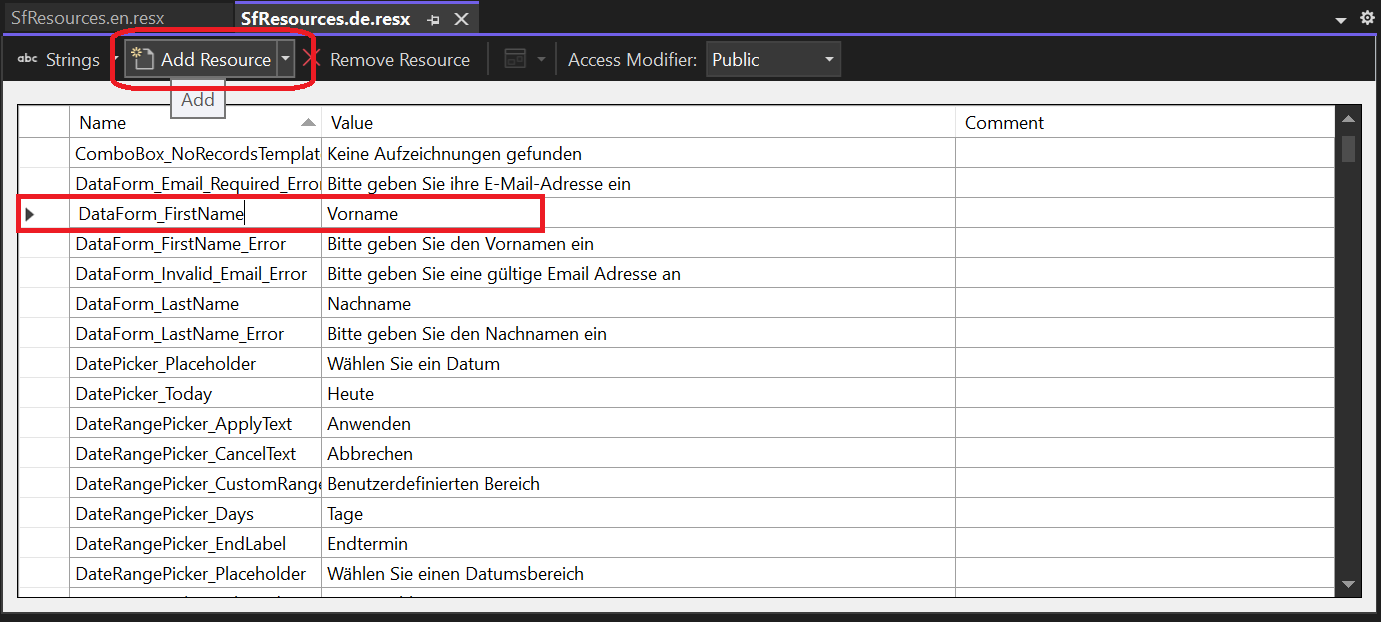 SfResources.en.resx SfResources.de.resx
abc Strings Add Resource Remove Resource Access Modifier: Public
Add
Name Value Comment
ComboBox_NoRecordsTemplat Keine Aufzeichnungen gefunden
DataForm_Email_Required_Error Bitte geben Sie ihre E-Mail-Adresse ein
DataForm_FirstName Vorname
DataForm_FirstName_Error Bitte geben Sie den Vornamen ein
DataForm_Invalid_Email_Error Bitte geben Sie eine gültige Email Adresse an
DataForm_LastName Nachname
DataForm_LastName_Error Bitte geben Sie den Nachnamen ein
DatePicker_Placeholder Wählen Sie ein Datum
DatePicker_Today Heute
DateRangePicker_ApplyText Anwenden
DateRangePicker_CancelText Abbrechen
DateRangePicker_CustomRange Benutzerdefinierten Bereich
DateRangePicker_Days Tage
DateRangePicker_EndLabel Endtermin
DateRangePicker_Placeholder Wählen Sie einen Datumsbereich